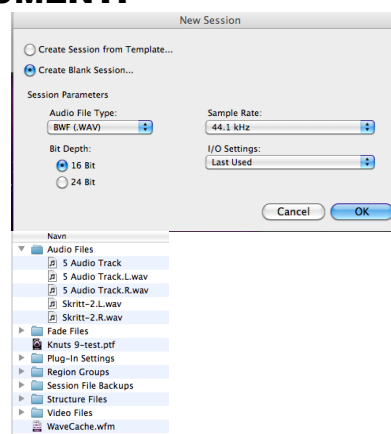 New Session
Create Session from Template...
Create Blank Session...
Session Parameters
Audio File Type: Sample Rate:
BWF (.WAV) 44.1 kHz
Bit Depth: I/O Settings:
16 Bit Last Used
24 Bit
Cancel OK
Navn
Audio Files
5 Audio Track
5 Audio Track.L.wav
5 Audio Track.R.wav
Skritt-2.L.wav
Skritt-2.R.wav
Fade Files
Knuts 9-test.ptf
Plug-In Settings
Region Groups
Session File Backups
Structure Files
Video Files
WaveCache.wfm